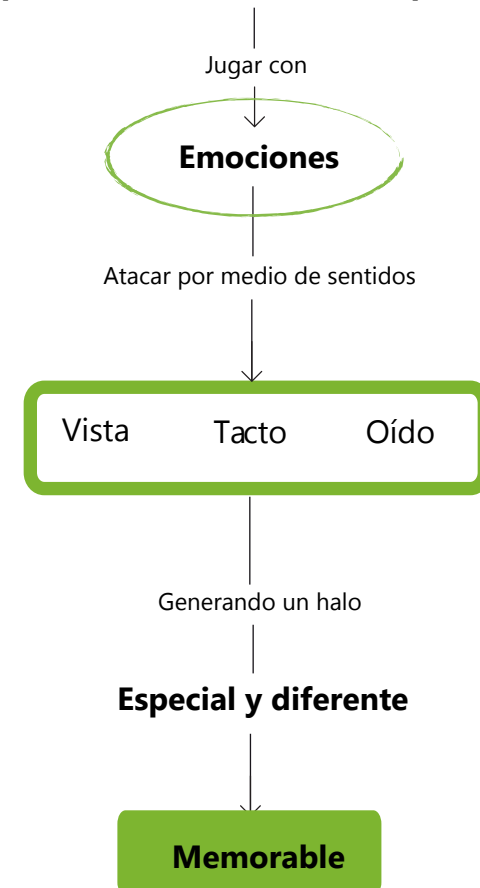 Jugar con
Emociones
Atacar por medio de sentidos
Vista Tacto Oído
Generando un halo
Especial y diferente
Memorable